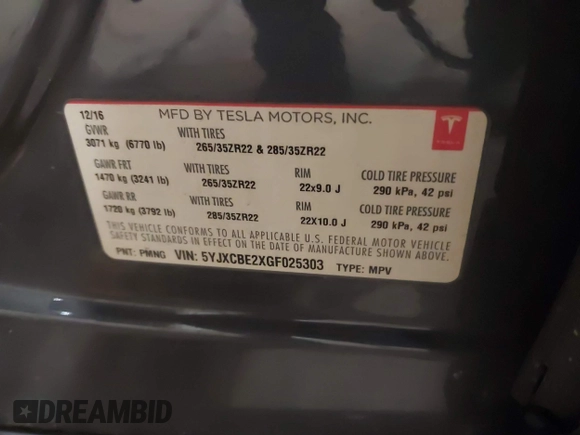 12/16 MFD BY TESLA MOTORS, INC.
GVWR WITH TIRES
3071 kg (6770 lb) 265/35ZR22 & 285/35ZR22
GAWR FRT WITH TIRES RIM COLD TIRE PRESSURE
1470 kg (3241 lb) 265/35ZR22 22x9.0 J 290 kPa, 42 psi
GAWR RR WITH TIRES RIM COLD TIRE PRESSURE
1720 kg (3792 lb) 285/35ZR22 22X10.0 J 290 kPa, 42 psi
THIS VEHICLE CONFORMS TO ALL APPLICABLE U.S. FEDERAL MOTOR VEHICLE
SAFETY STANDARDS IN EFFECT ON THE DATE OF MANUFACTURE SHOWN ABOVE.
PNT: PMNG VIN: 5YJXCBE2XGF025303 TYPE: MPV
DREAMBID